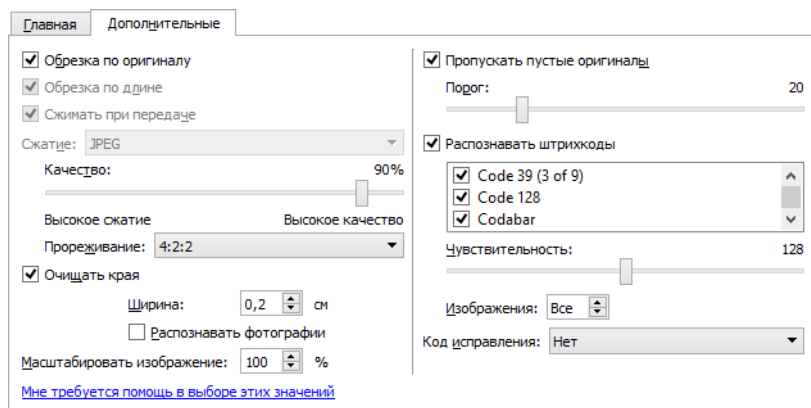 Главная
Дополнительные
Обрезка по оригиналу
Обрезка по длине
Сжимать при передаче
Сжатие: JPEG
Качество: 90%
Высокое сжатие Высокое качество
Прореживание: 4:2:2
Очищать края
Ширина: 0,2 см
Распознавать фотографии
Масштабировать изображение: 100 %
Мне требуется помощь в выборе этих значений
Пропускать пустые оригиналы
Порог: 20
Распознавать штрихкоды
Code 39 (3 of 9)
Code 128
Codabar
Чувствительность: 128
Изображения: Все
Код исправления: Нет